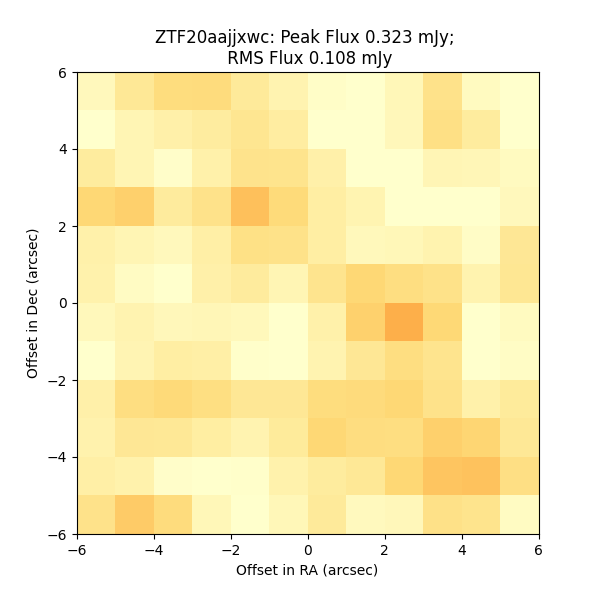 ZTF20aajjxwc: Peak Flux 0.323 mJy;
RMS Flux 0.108 mJy
6
4
2
0
−2
−4
−6
Offset in Dec (arcsec)
−6 −4 −2 0 2 4 6
Offset in RA (arcsec)